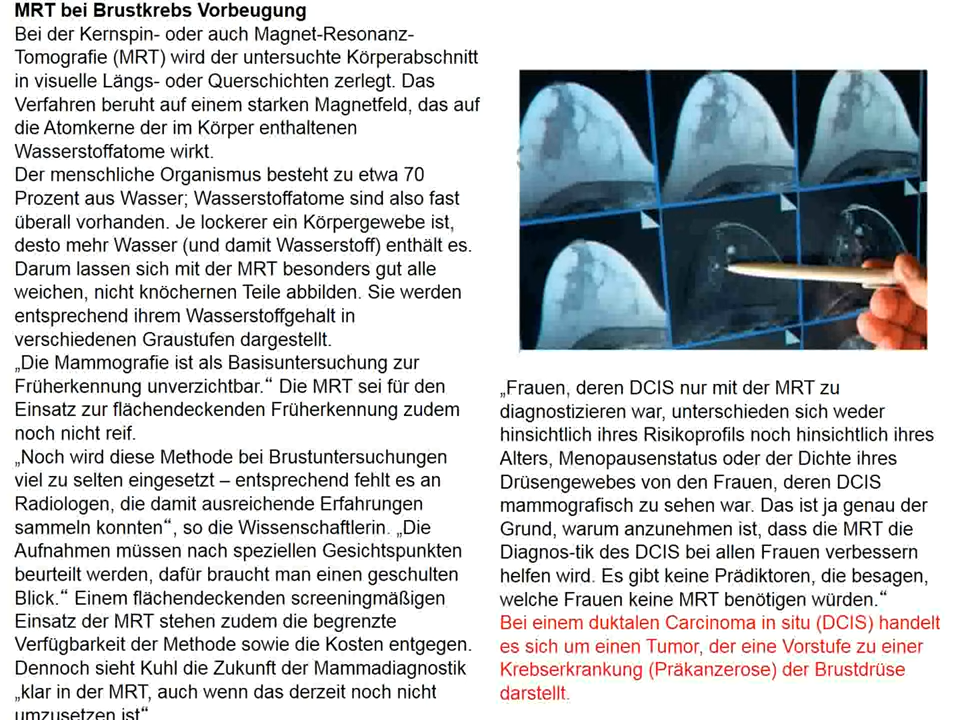 MRT bei Brustkrebs Vorbeugung
Bei der Kernspin- oder auch Magnet-Resonanz-
Tomografie (MRT) wird der untersuchte Körperabschnitt
in visuelle Längs- oder Querschichten zerlegt. Das
Verfahren beruht auf einem starken Magnetfeld, das auf
die Atomkerne der im Körper enthaltenen
Wasserstoffatome wirkt.
Der menschliche Organismus besteht zu etwa 70
Prozent aus Wasser; Wasserstoffatome sind also fast
überall vorhanden. Je lockerer ein Körpergewebe ist,
desto mehr Wasser (und damit Wasserstoff) enthält es.
Darum lassen sich mit der MRT besonders gut alle
weichen, nicht knöchernen Teile abbilden. Sie werden
entsprechend ihrem Wasserstoffgehalt in
verschiedenen Graustufen dargestellt.
„Die Mammografie ist als Basisuntersuchung zur
Früherkennung unverzichtbar.“ Die MRT sei für den
Einsatz zur flächendeckenden Früherkennung zudem
noch nicht reif.
„Noch wird diese Methode bei Brustuntersuchungen
viel zu selten eingesetzt – entsprechend fehlt es an
Radiologen, die damit ausreichende Erfahrungen
sammeln konnten“, so die Wissenschaftlerin. „Die
Aufnahmen müssen nach speziellen Gesichtspunkten
beurteilt werden, dafür braucht man einen geschulten
Blick.“ Einem flächendeckenden screeningmäßigen
Einsatz der MRT stehen zudem die begrenzte
Verfügbarkeit der Methode sowie die Kosten entgegen.
Dennoch sieht Kuhl die Zukunft der Mammadiagnostik
„klar in der MRT, auch wenn das derzeit noch nicht
umzusetzen ist“
„Frauen, deren DCIS nur mit der MRT zu
diagnostizieren war, unterschieden sich weder
hinsichtlich ihres Risikoprofils noch hinsichtlich ihres
Alters, Menopausenstatus oder der Dichte ihres
Drüsengewebes von den Frauen, deren DCIS
mammografisch zu sehen war. Das ist ja genau der
Grund, warum anzunehmen ist, dass die MRT die
Diagnos-tik des DCIS bei allen Frauen verbessern
helfen wird. Es gibt keine Prädiktoren, die besagen,
welche Frauen keine MRT benötigen würden.“
Bei einem duktalen Carcinoma in situ (DCIS) handelt
es sich um einen Tumor, der eine Vorstufe zu einer
Krebserkrankung (Präkanzerose) der Brustdrüse
darstellt.